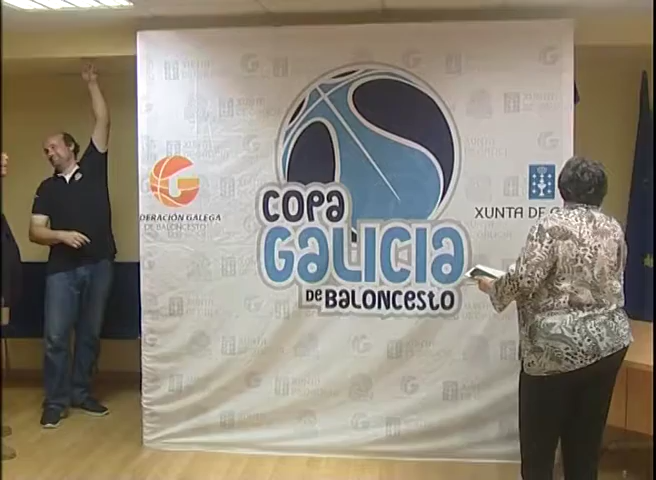 COPA
GALICIA
DE BALONCESTO
DERACIÓN GALEGA
DE BALONCESTO
XUNTA DE G